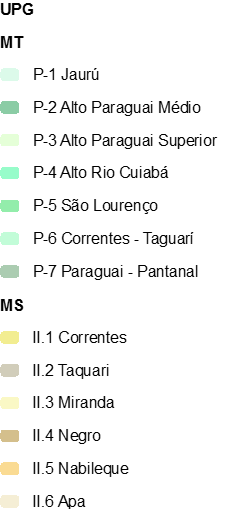 UPG
MT
P-1 Jaurú
P-2 Alto Paraguai Médio
P-3 Alto Paraguai Superior
P-4 Alto Rio Cuiabá
P-5 São Lourenço
P-6 Correntes - Taguarí
P-7 Paraguai - Pantanal
MS
II.1 Correntes
II.2 Taquari
II.3 Miranda
II.4 Negro
II.5 Nabileque
II.6 Apa